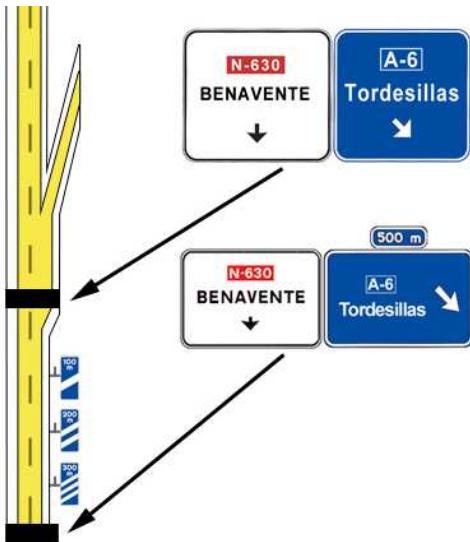 N-630
BENAVENTE
A-6
Tordesillas
500 m
N-630
BENAVENTE
A-6
Tordesillas
100
m
200
m
300
m